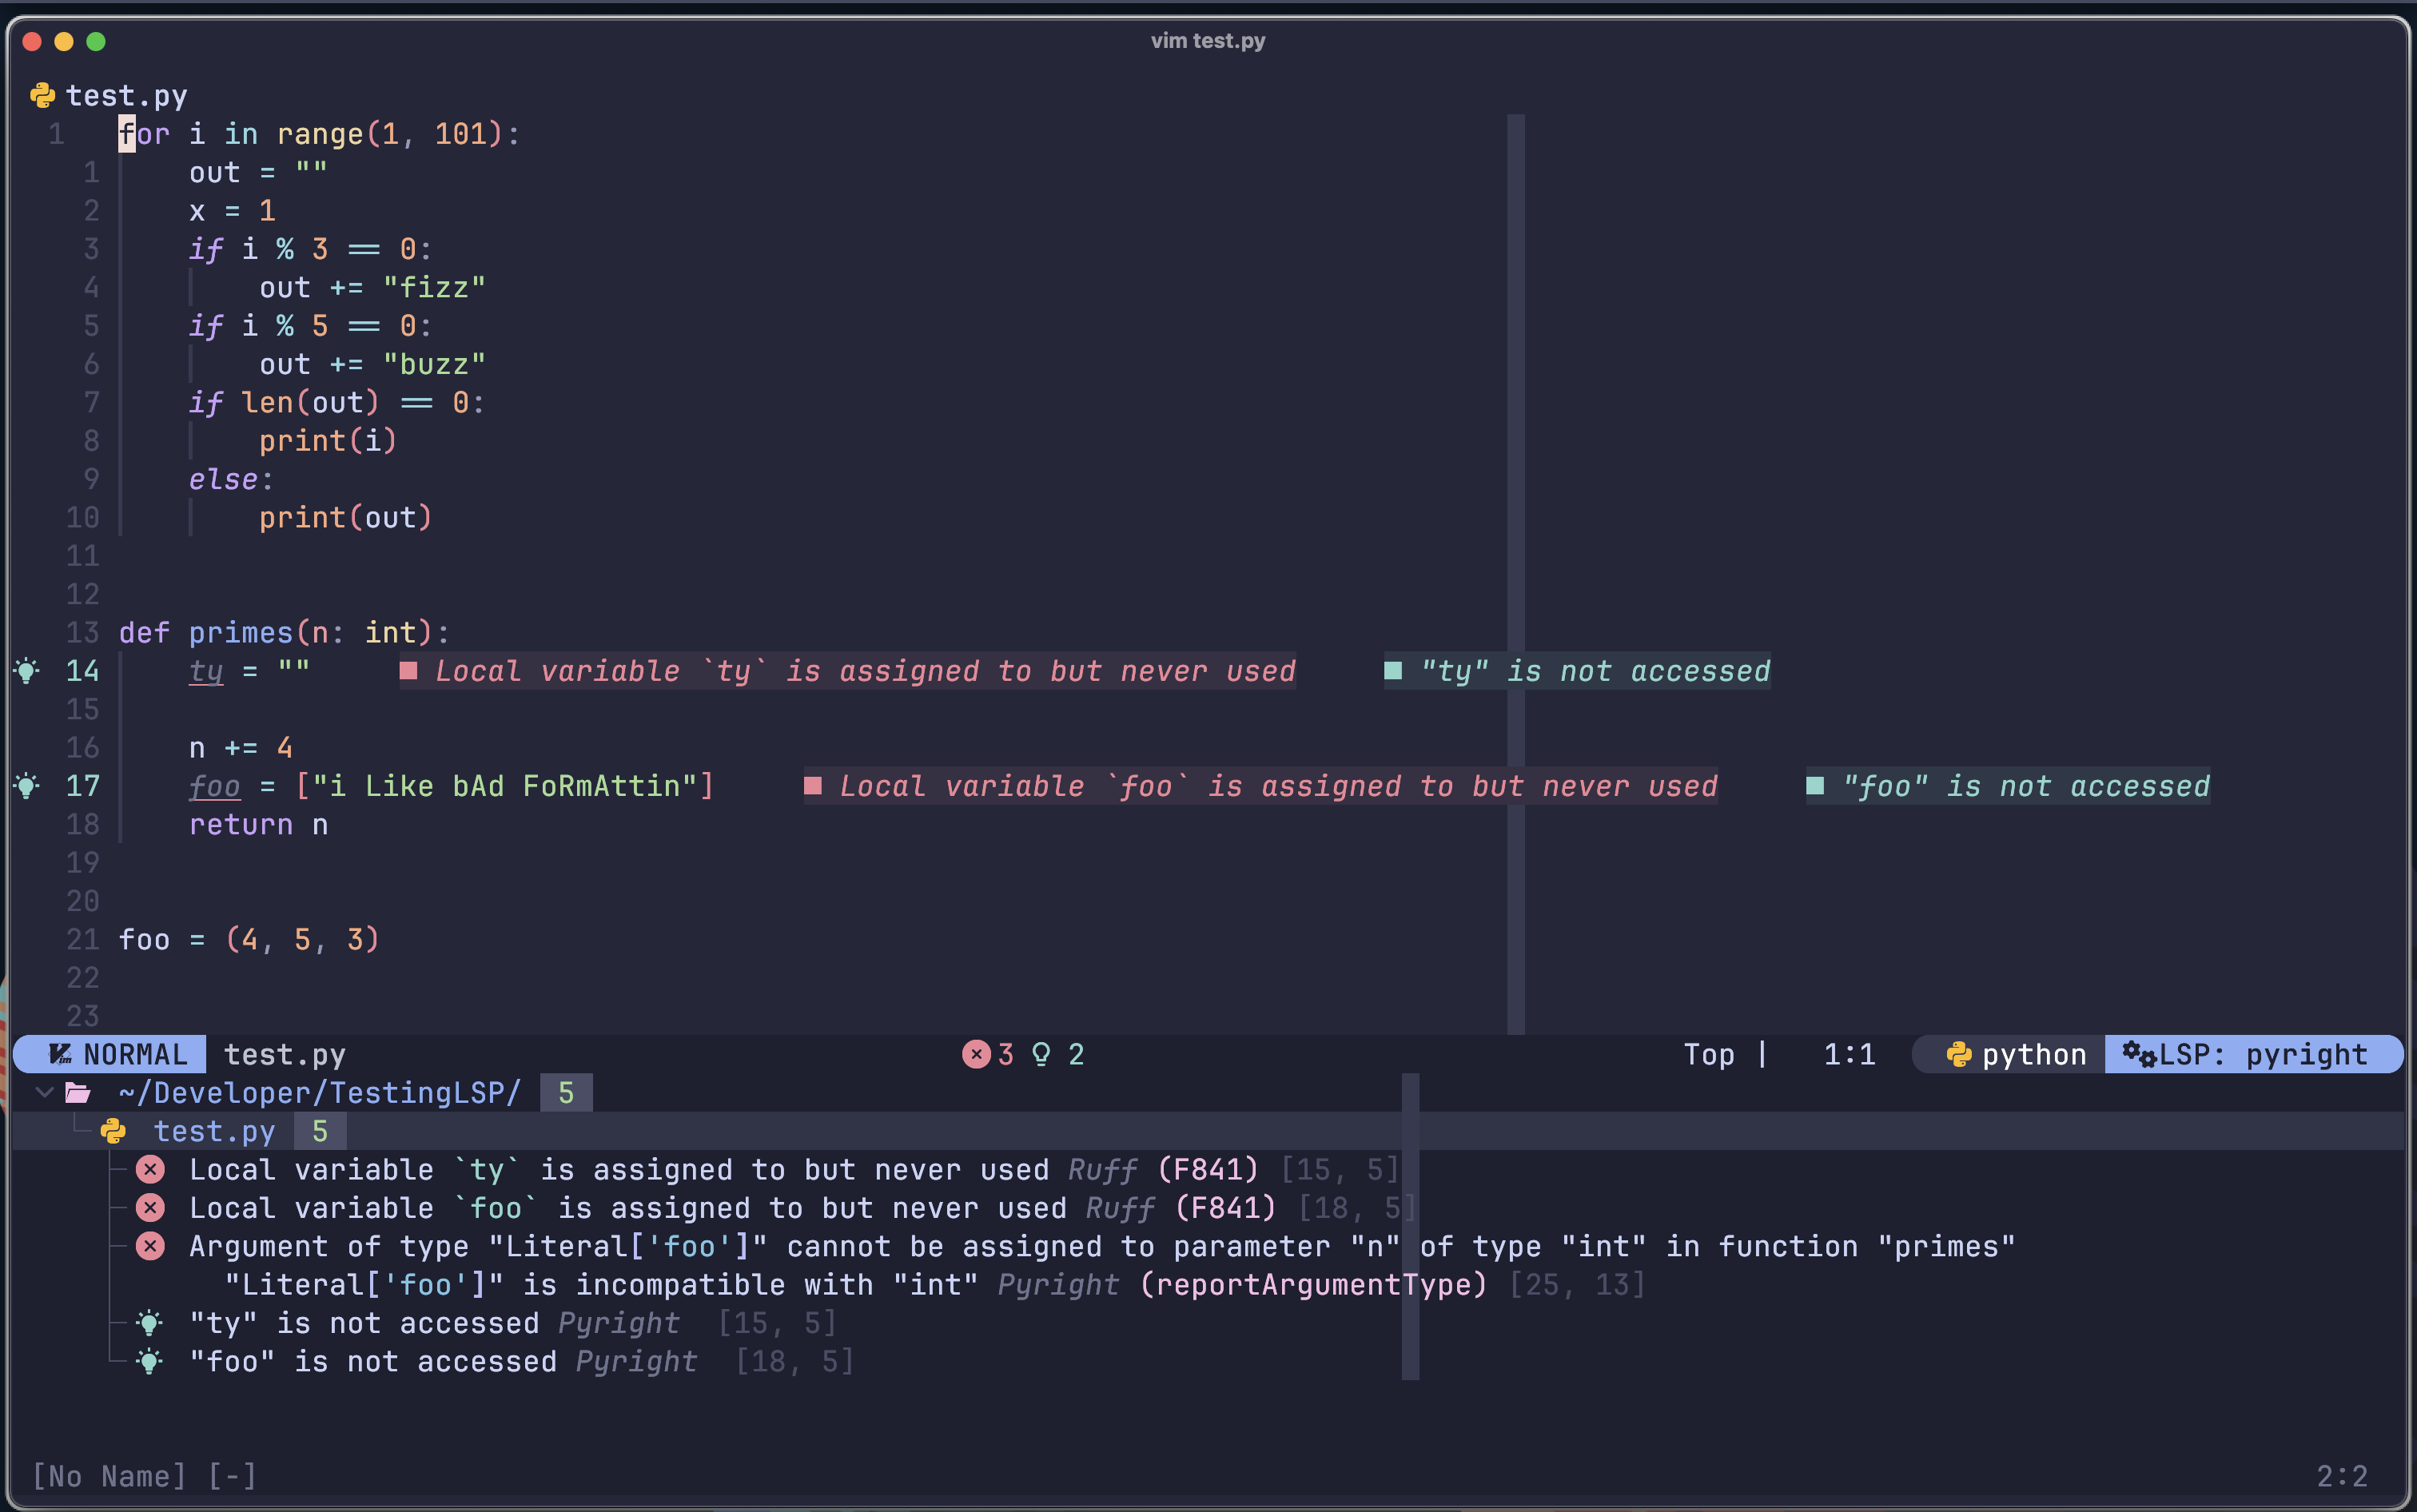 vim test.py
test.py
1 for i in range(1, 101):
1 out = ""
2 x = 1
3 if i % 3 == 0:
4 out += "fizz"
5 if i % 5 == 0:
6 out += "buzz"
7 if len(out) == 0:
8 print(i)
9 else:
10 print(out)
11
12
13 def primes(n: int):
14 ty = "" ■ Local variable `ty` is assigned to but never used ■ "ty" is not accessed
15
16 n += 4
17 foo = ["i Like bAd FoRmAttin"] ■ Local variable `foo` is assigned to but never used ■ "foo" is not accessed
18 return n
19
20
21 foo = (4, 5, 3)
22
23
NORMAL test.py 3 2 Top | 1:1 python LSP: pyright
~/Developer/TestingLSP/ 5
test.py 5
Local variable `ty` is assigned to but never used Ruff (F841) [15, 5]
Local variable `foo` is assigned to but never used Ruff (F841) [18, 5]
Argument of type "Literal['foo']" cannot be assigned to parameter "n" of type "int" in function "primes"
"Literal['foo']" is incompatible with "int" Pyright (reportArgumentType) [25, 13]
"ty" is not accessed Pyright [15, 5]
"foo" is not accessed Pyright [18, 5]
[No Name] [-] 2:2